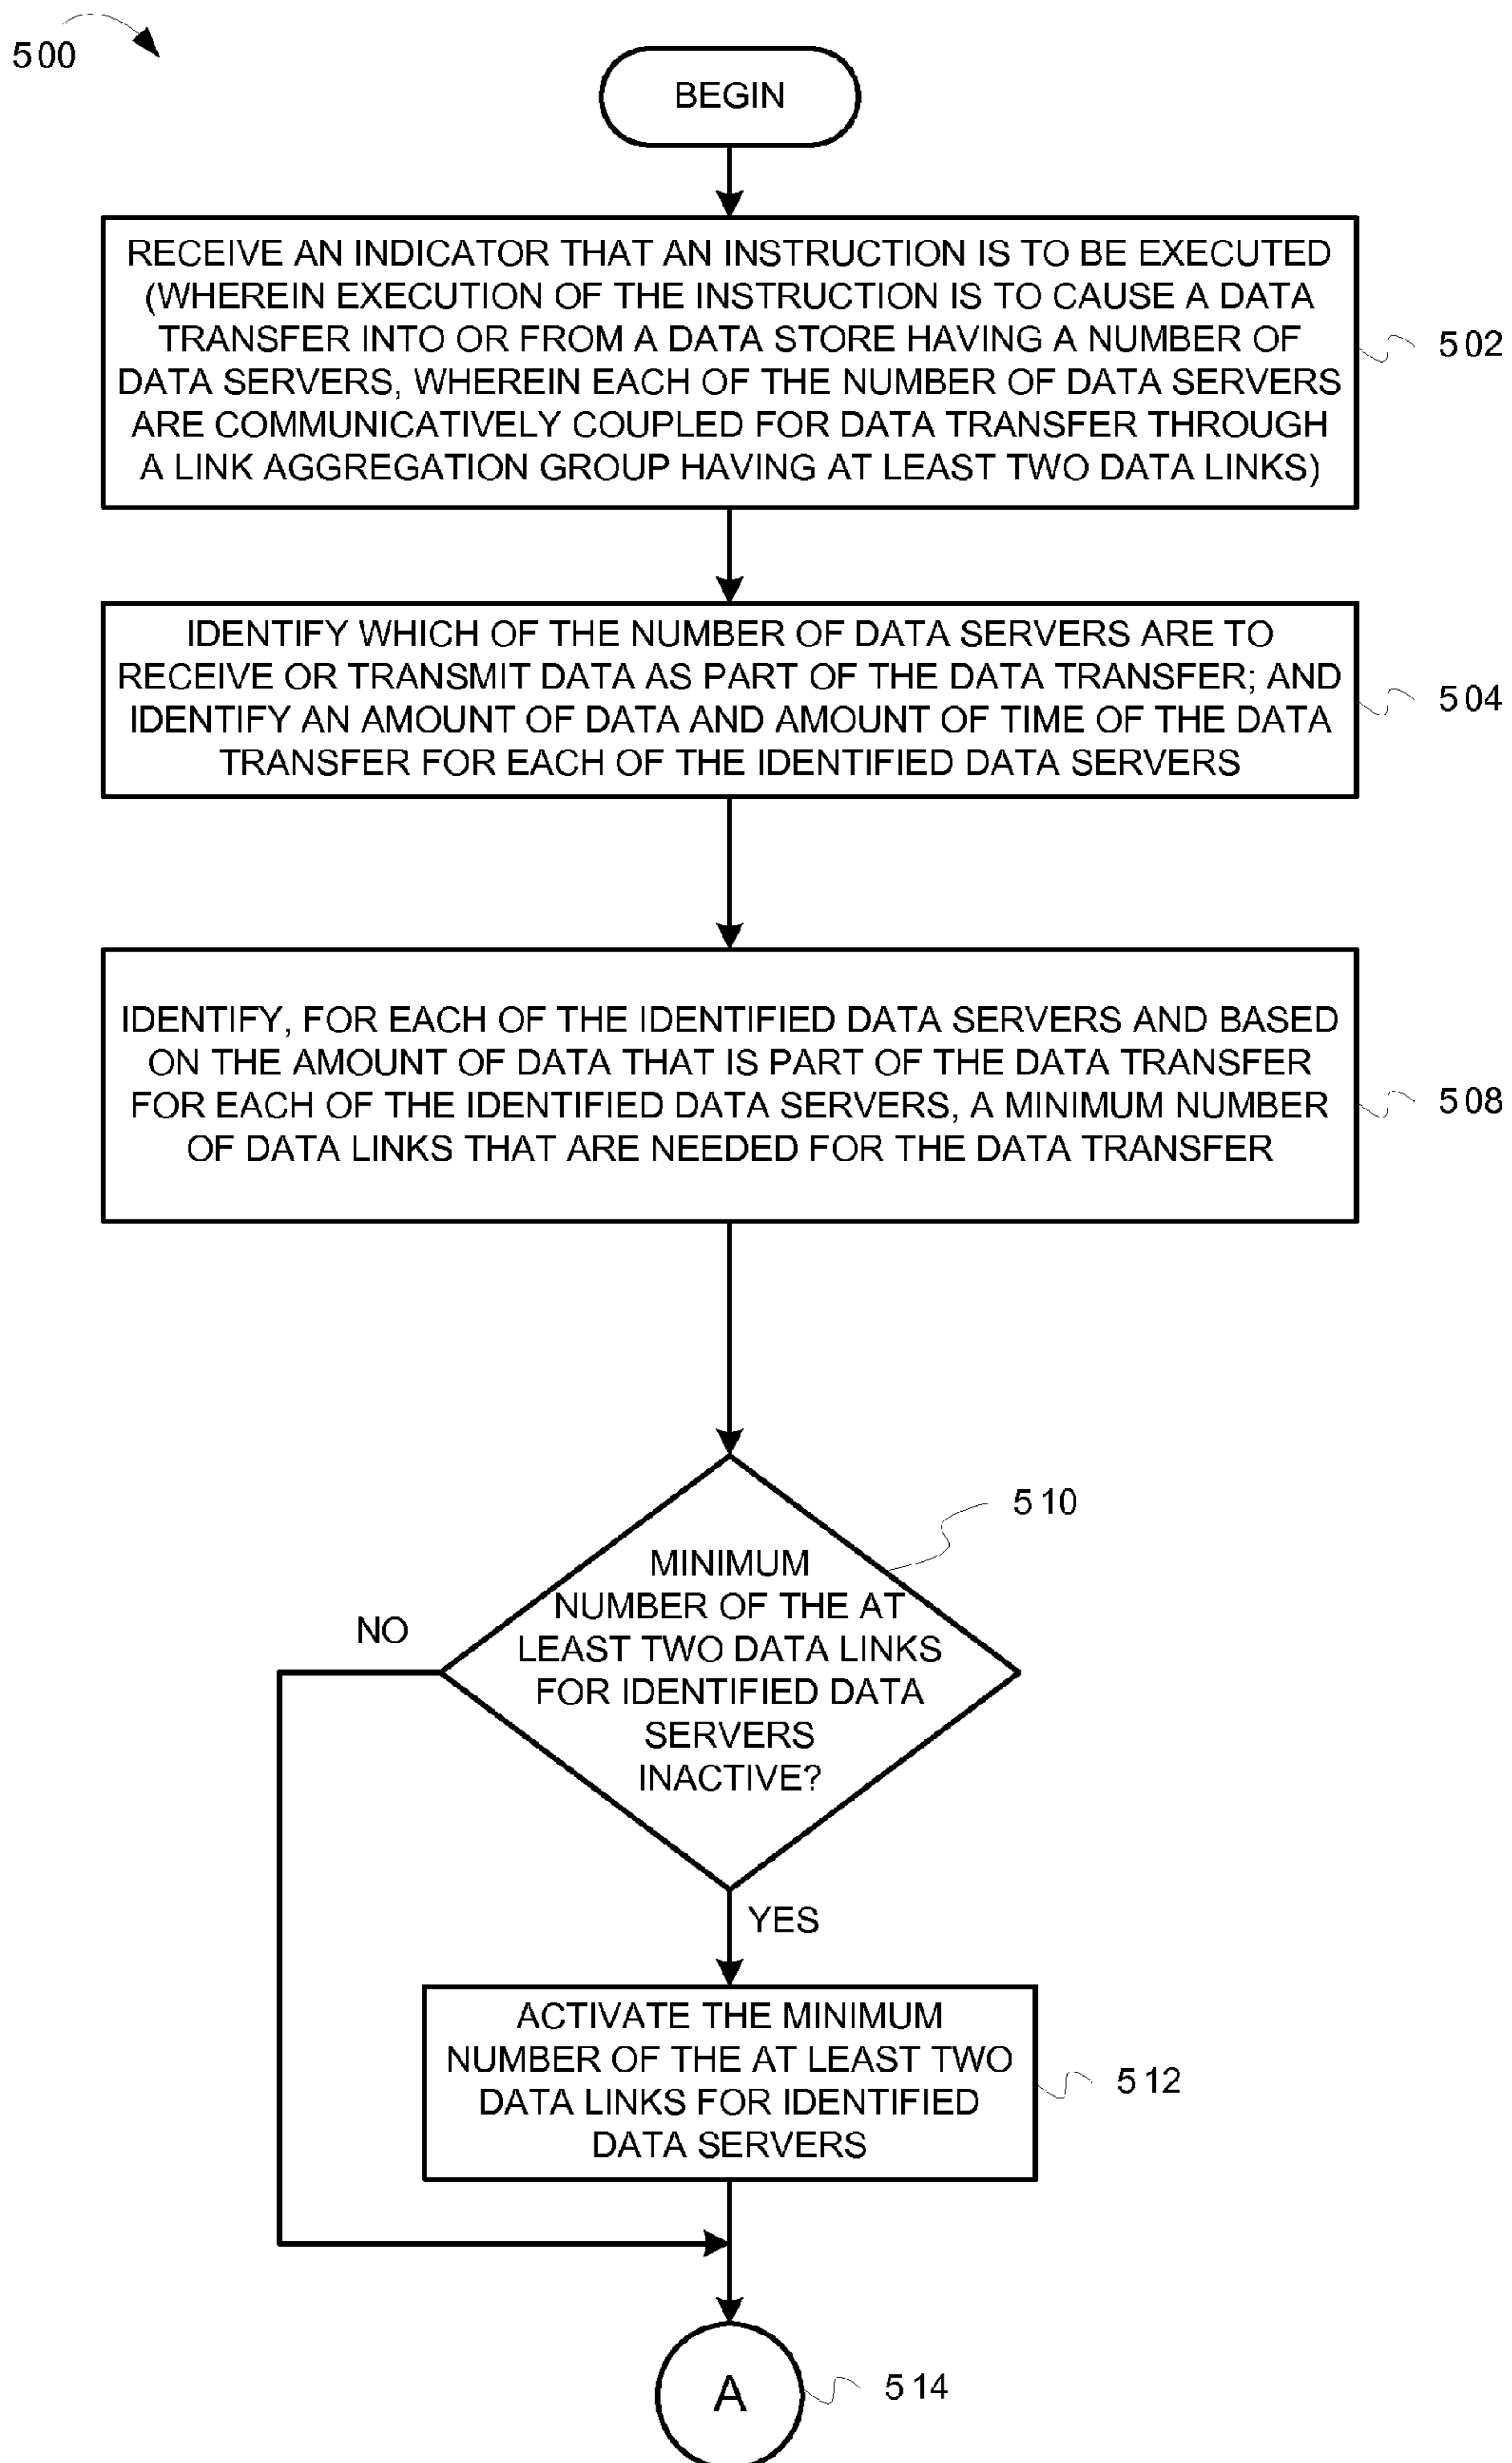 500
BEGIN
RECEIVE AN INDICATOR THAT AN INSTRUCTION IS TO BE EXECUTED
(WHEREIN EXECUTION OF THE INSTRUCTION IS TO CAUSE A DATA
TRANSFER INTO OR FROM A DATA STORE HAVING A NUMBER OF
DATA SERVERS, WHEREIN EACH OF THE NUMBER OF DATA SERVERS
ARE COMMUNICATIVELY COUPLED FOR DATA TRANSFER THROUGH
A LINK AGGREGATION GROUP HAVING AT LEAST TWO DATA LINKS)
502
IDENTIFY WHICH OF THE NUMBER OF DATA SERVERS ARE TO
RECEIVE OR TRANSMIT DATA AS PART OF THE DATA TRANSFER; AND
IDENTIFY AN AMOUNT OF DATA AND AMOUNT OF TIME OF THE DATA
TRANSFER FOR EACH OF THE IDENTIFIED DATA SERVERS
504
IDENTIFY, FOR EACH OF THE IDENTIFIED DATA SERVERS AND BASED
ON THE AMOUNT OF DATA THAT IS PART OF THE DATA TRANSFER
FOR EACH OF THE IDENTIFIED DATA SERVERS, A MINIMUM NUMBER
OF DATA LINKS THAT ARE NEEDED FOR THE DATA TRANSFER
508
510
MINIMUM
NUMBER OF THE AT
LEAST TWO DATA LINKS
FOR IDENTIFIED DATA
SERVERS
INACTIVE?
NO
YES
ACTIVATE THE MINIMUM
NUMBER OF THE AT LEAST TWO
DATA LINKS FOR IDENTIFIED
DATA SERVERS
512
A
514